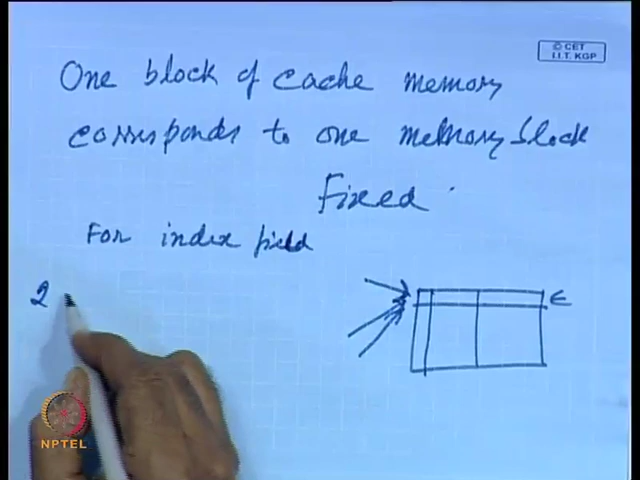 © CET
I.I.T. KGP
One block of cache memory
corresponds to one memory block
Fixed
For index field
2
NPTEL